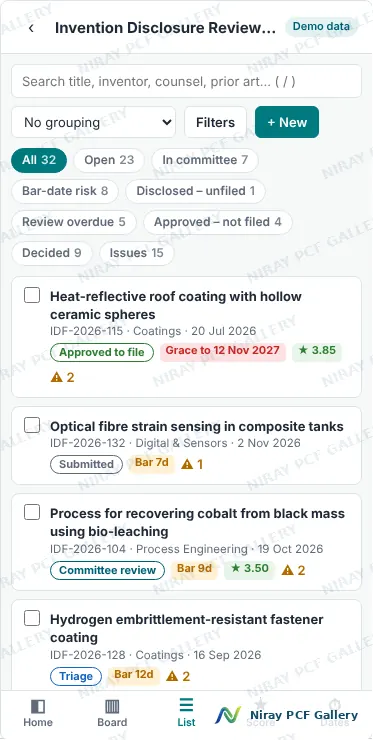 ‹ Invention Disclosure Review... Demo data
Search title, inventor, counsel, prior art... ( / )
No grouping Filters + New
All 32 Open 23 In committee 7
Bar-date risk 8 Disclosed – unfiled 1
Review overdue 5 Approved – not filed 4
Decided 9 Issues 15
Heat-reflective roof coating with hollow
ceramic spheres
IDF-2026-115 · Coatings · 20 Jul 2026
Approved to file Grace to 12 Nov 2027 ★ 3.85
⚠ 2
Optical fibre strain sensing in composite tanks
IDF-2026-132 · Digital & Sensors · 2 Nov 2026
Submitted Bar 7d ⚠ 1
Process for recovering cobalt from black mass
using bio-leaching
IDF-2026-104 · Process Engineering · 19 Oct 2026
Committee review Bar 9d ★ 3.50 ⚠ 2
Hydrogen embrittlement-resistant fastener
coating
IDF-2026-128 · Coatings · 16 Sep 2026
Triage Bar 12d ⚠ 2
Home Board List Score Dates
Niray PCF Gallery
NIRAY PCF GALLERY